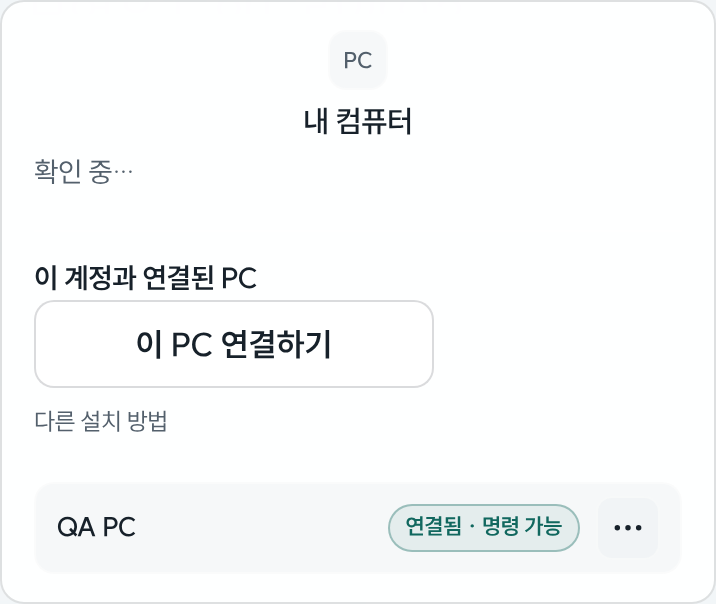 PC
내 컴퓨터
확인 중…
이 계정과 연결된 PC
이 PC 연결하기
다른 설치 방법
QA PC
연결됨 · 명령 가능
…